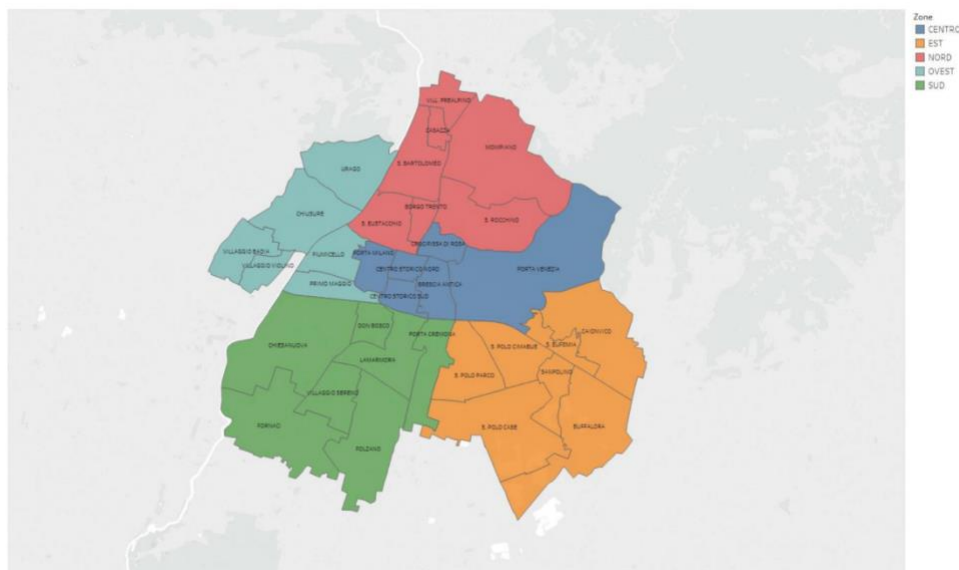 Zone
CENTRO
EST
NORD
OVEST
SUD
VILL. PREALPINO
CASAZZA
MOMPIANO
S. BARTOLOMEO
URAGO
BORGO TRENTO
CHIUSURE
S. EUSTACCHIO
S. ROCCHINO
CROCIFISSA DI ROSA
VILLAGGIO BADIA
FIUMICELLO
PORTA MILANO
VILLAGGIO VIOLINO
CENTRO STORICO NORD
PORTA VENEZIA
PRIMO MAGGIO
BRESCIA ANTICA
CENTRO STORICO SUD
DON BOSCO
PORTA CREMONA
CAIONVICO
CHIESANUOVA
S. POLO CIMABUE
S. EUFEMIA
LAMARMORA
S. POLO PARCO
SANPOLINO
VILLAGGIO SERENO
FORNACI
S. POLO CASE
BUFFALORA
FOLZANO